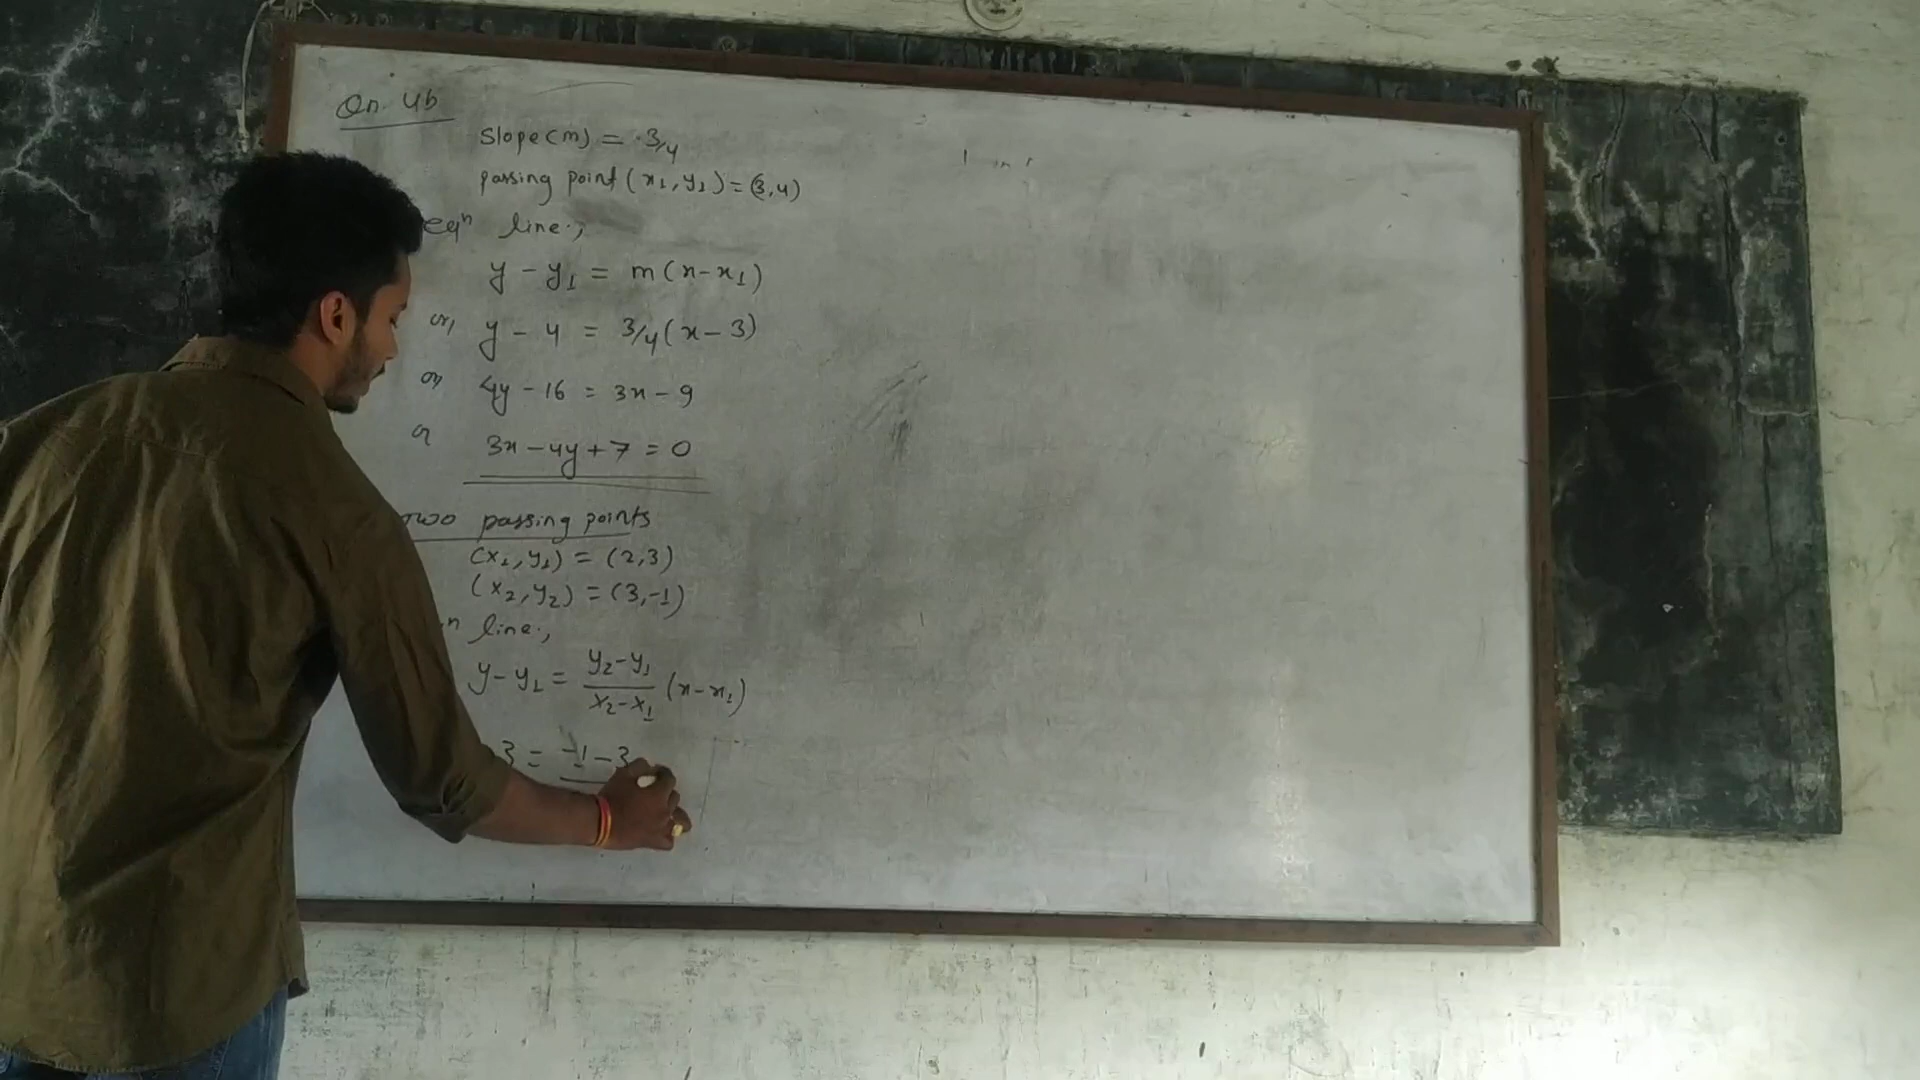 Qn. 4b
Slope(m) = 3/4
passing point (x1, y1) = (3,4)
eqn line.,
y - y1 = m(x-x1)
or, y - 4 = 3/4(x-3)
or 4y - 16 = 3x - 9
or 3x - 4y + 7 = 0
Two passing points
(x1, y1) = (2,3)
(x2, y2) = (3,-1)
n line.,
y - y1 = y2-y1/x2-x1 (x-x1)
3 = -1-3